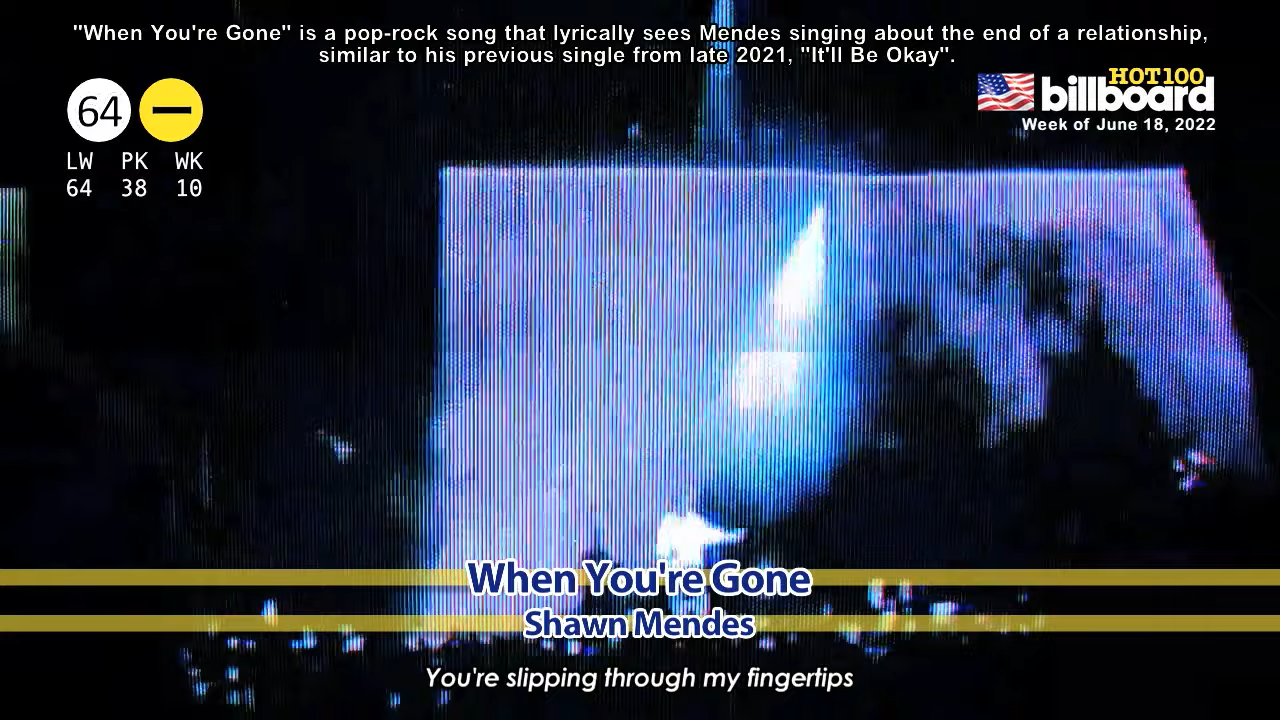 "When You're Gone" is a pop-rock song that lyrically sees Mendes singing about the end of a relationship,
similar to his previous single from late 2021, "It'll Be Okay".
64
HOT100
billboard
Week of June 18, 2022
LW PK WK
64 38 10
When You're Gone
Shawn Mendes
You're slipping through my fingertips